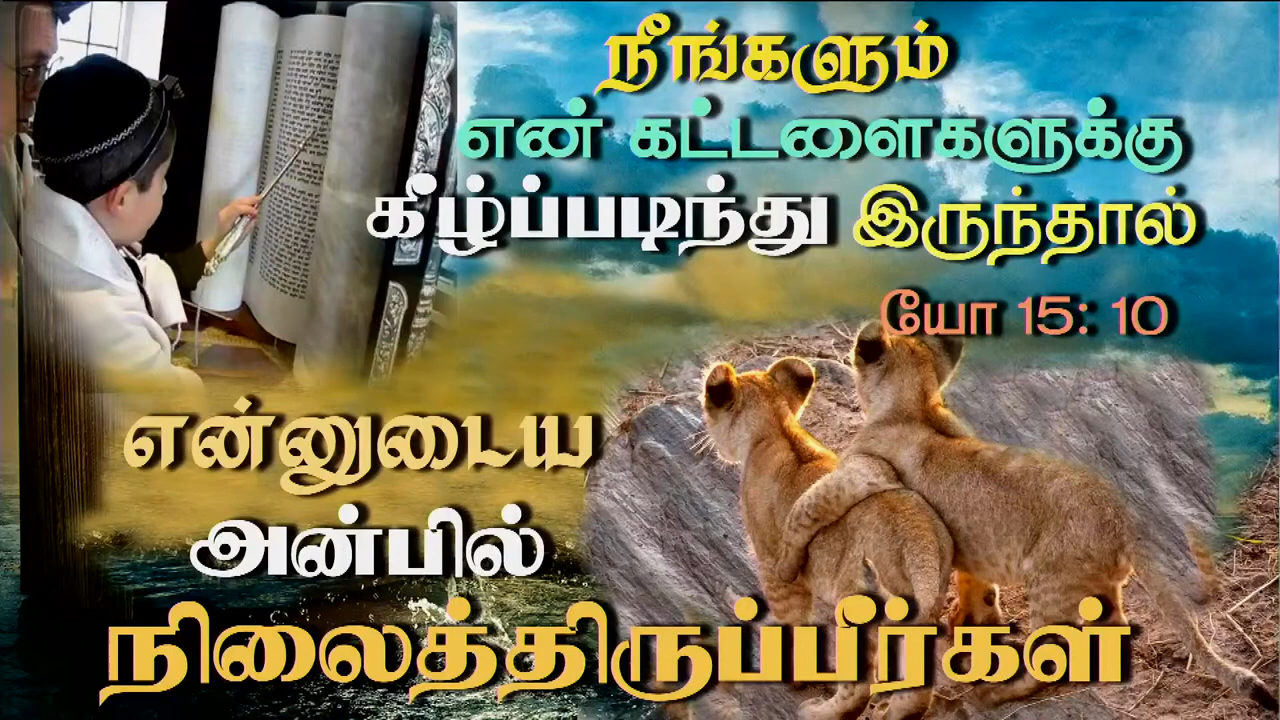 நீங்களும்
என் கட்டளைகளுக்கு
கீழ்ப்படிந்து இருந்தால்
யோ 15: 10
என்னுடைய
அன்பில்
நிலைத்திருப்பீர்கள்